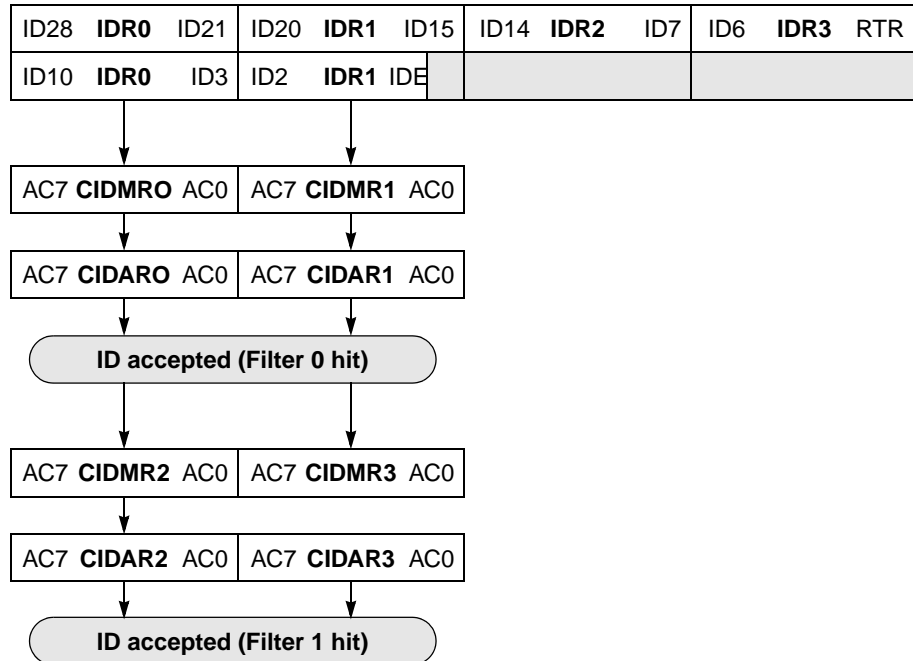 ID28 IDR0 ID21 ID20 IDR1 ID15 ID14 IDR2 ID7 ID6 IDR3 RTR
ID10 IDR0 ID3 ID2 IDR1 IDE
AC7 CIDMRO AC0 AC7 CIDMR1 AC0
AC7 CIDARO AC0 AC7 CIDAR1 AC0
ID accepted (Filter 0 hit)
AC7 CIDMR2 AC0 AC7 CIDMR3 AC0
AC7 CIDAR2 AC0 AC7 CIDAR3 AC0
ID accepted (Filter 1 hit)